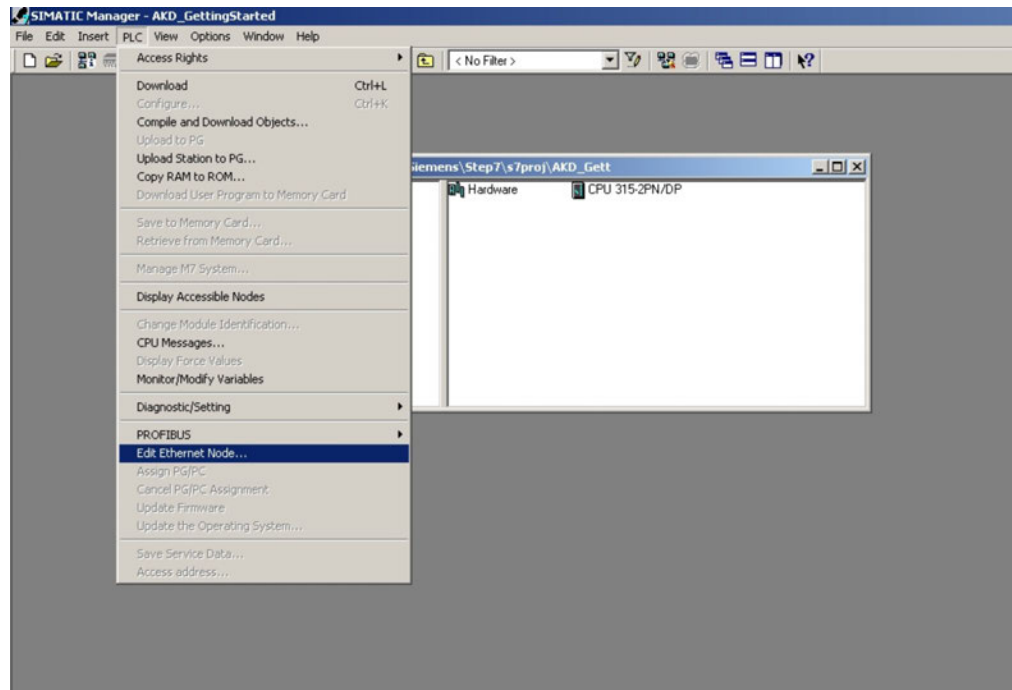 SIMATIC Manager - AKD_GettingStarted
File Edit Insert PLC View Options Window Help
< No Filter >
Access Rights
Download Ctrl+L
Configure... Ctrl+K
Compile and Download Objects...
Upload to PG
Upload Station to PG...
Copy RAM to ROM...
Download User Program to Memory Card
Save to Memory Card...
Retrieve from Memory Card...
Manage M7 System...
Display Accessible Nodes
Change Module Identification...
CPU Messages...
Display Force Values
Monitor/Modify Variables
Diagnostic/Setting
PROFIBUS
Edit Ethernet Node...
Assign PG/PC
Cancel PG/PC Assignment
Update Firmware
Update the Operating System...
Save Service Data...
Access address...
Siemens\Step7\s7proj\AKD_Gett
Hardware CPU 315-2PN/DP